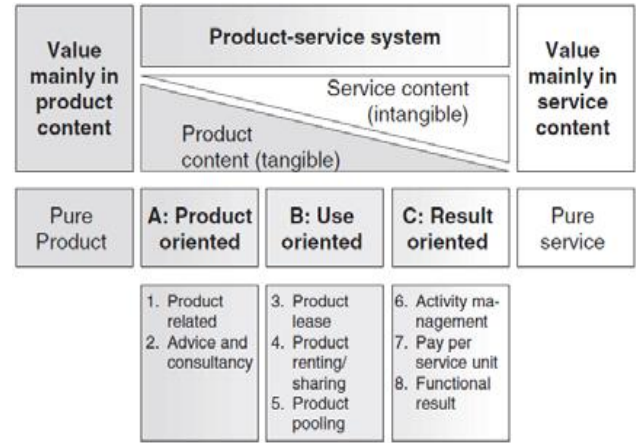 Value
mainly in
product
content
Product-service system
Service content
(intangible)
Product
content (tangible)
Value
mainly in
service
content
Pure
Product
A: Product
oriented
B: Use
oriented
C: Result
oriented
Pure
service
1. Product
related
2. Advice and
consultancy
3. Product
lease
4. Product
renting/
sharing
5. Product
pooling
6. Activity ma-
nagement
7. Pay per
service unit
8. Functional
result